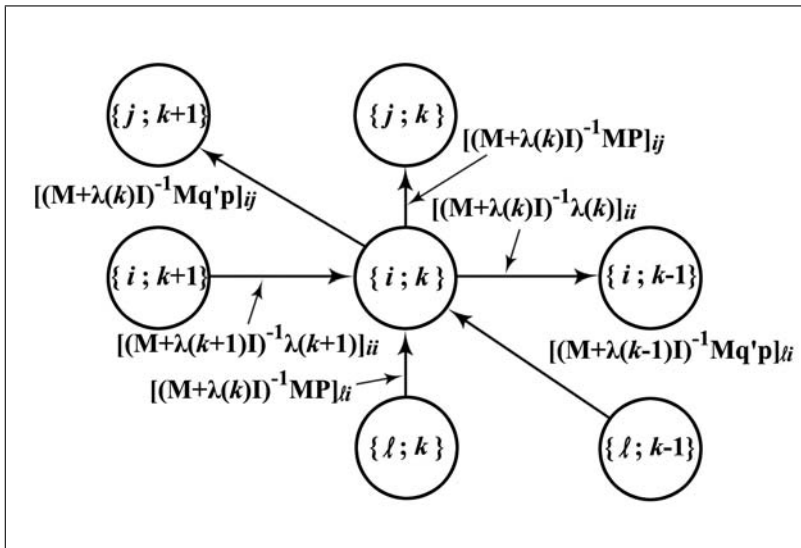 { j ; k+1}
{ j ; k }
[(M+λ(k)I)⁻¹MP]ij
[(M+λ(k)I)⁻¹Mq'p]ij
[(M+λ(k)I)⁻¹λ(k)]ii
{ i ; k+1}
{ i ; k }
{ i ; k-1}
[(M+λ(k+1)I)⁻¹λ(k+1)]ii
[(M+λ(k-1)I)⁻¹Mq'p]ℓi
[(M+λ(k)I)⁻¹MP]ℓi
{ ℓ ; k }
{ ℓ ; k-1}